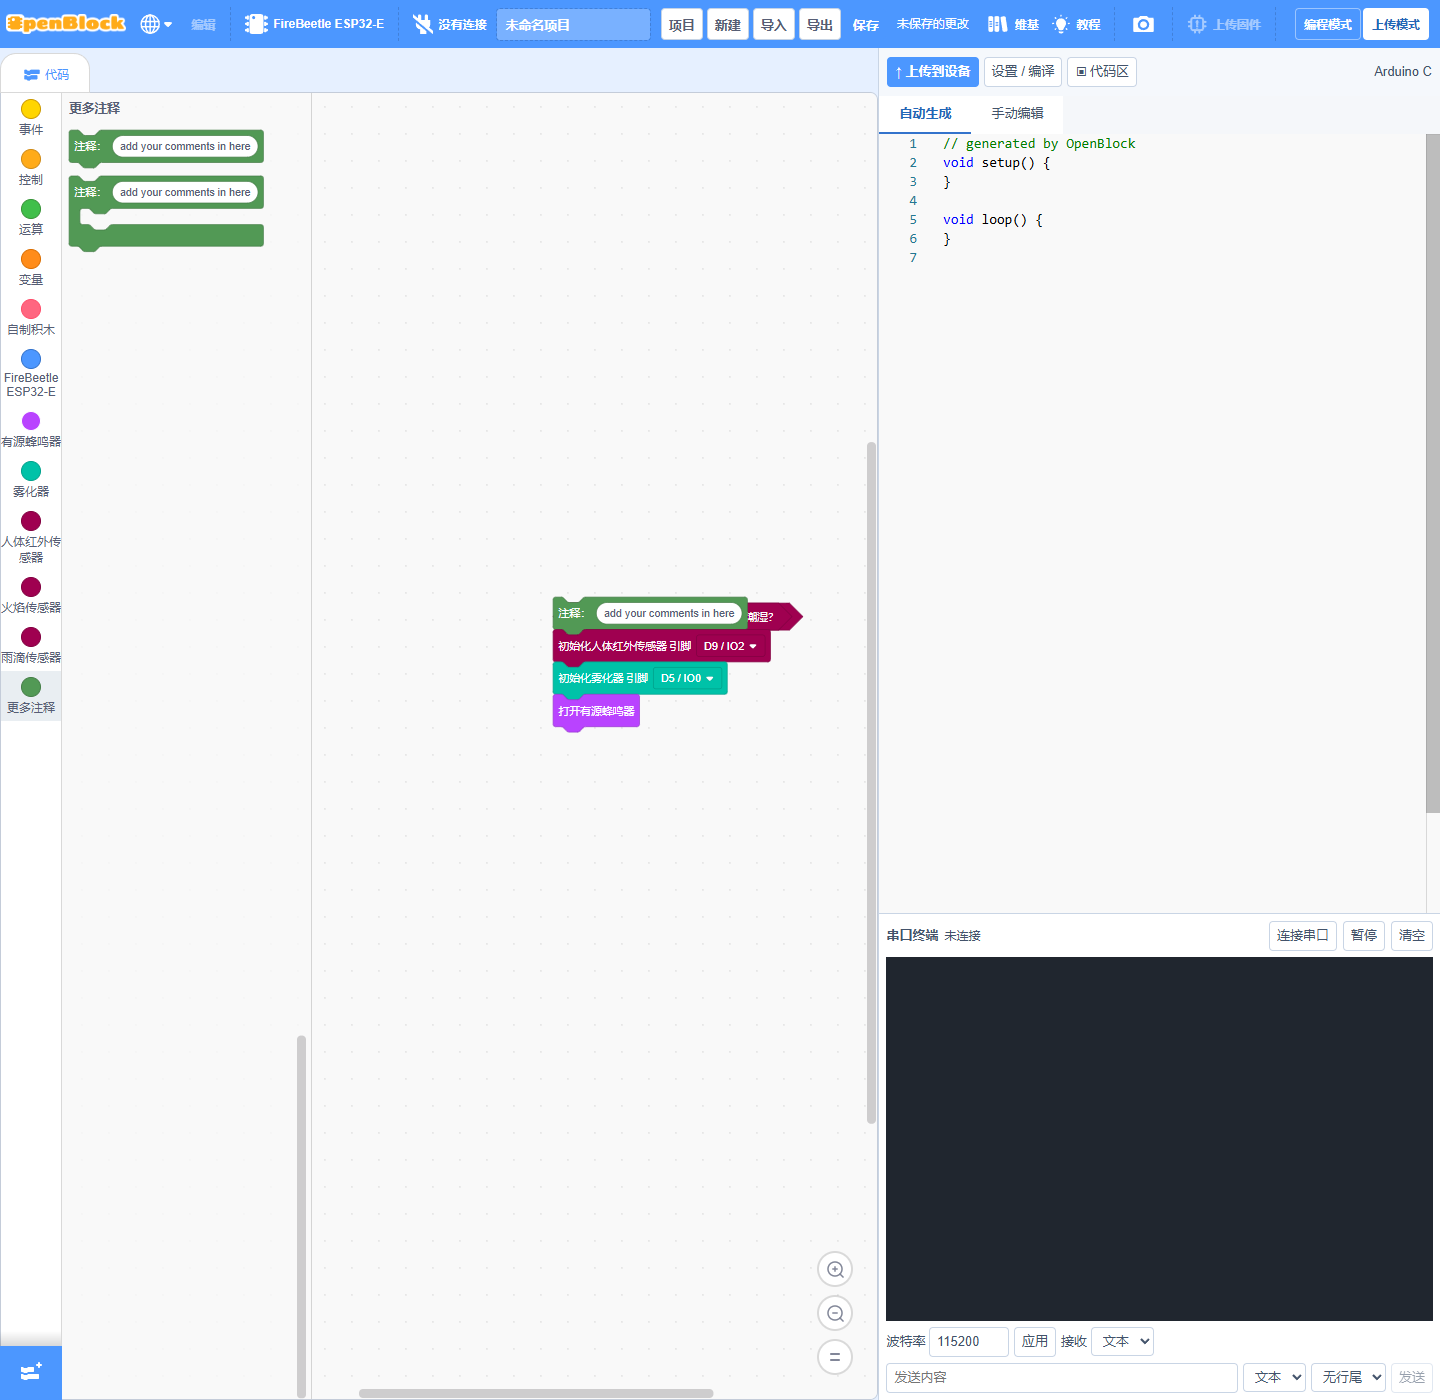 OpenBlock 编辑 FireBeetle ESP32-E 没有连接 未命名项目 项目 新建 导入 导出 保存 未保存的更改 维基 教程 上传固件 编程模式 上传模式
代码
↑ 上传到设备 设置 / 编译 代码区 Arduino C
自动生成 手动编辑
事件
控制
运算
变量
自制积木
FireBeetle
ESP32-E
有源蜂鸣器
雾化器
人体红外传
感器
火焰传感器
雨滴传感器
更多注释
更多注释
注释： add your comments in here
注释： add your comments in here
注释： add your comments in here 潮湿?
初始化人体红外传感器 引脚 D9 / IO2
初始化雾化器 引脚 D5 / IO0
打开有源蜂鸣器
1 // generated by OpenBlock
2 void setup() {
3 }
4
5 void loop() {
6 }
7
串口终端 未连接 连接串口 暂停 清空
波特率 115200 应用 接收 文本
发送内容 文本 无行尾 发送